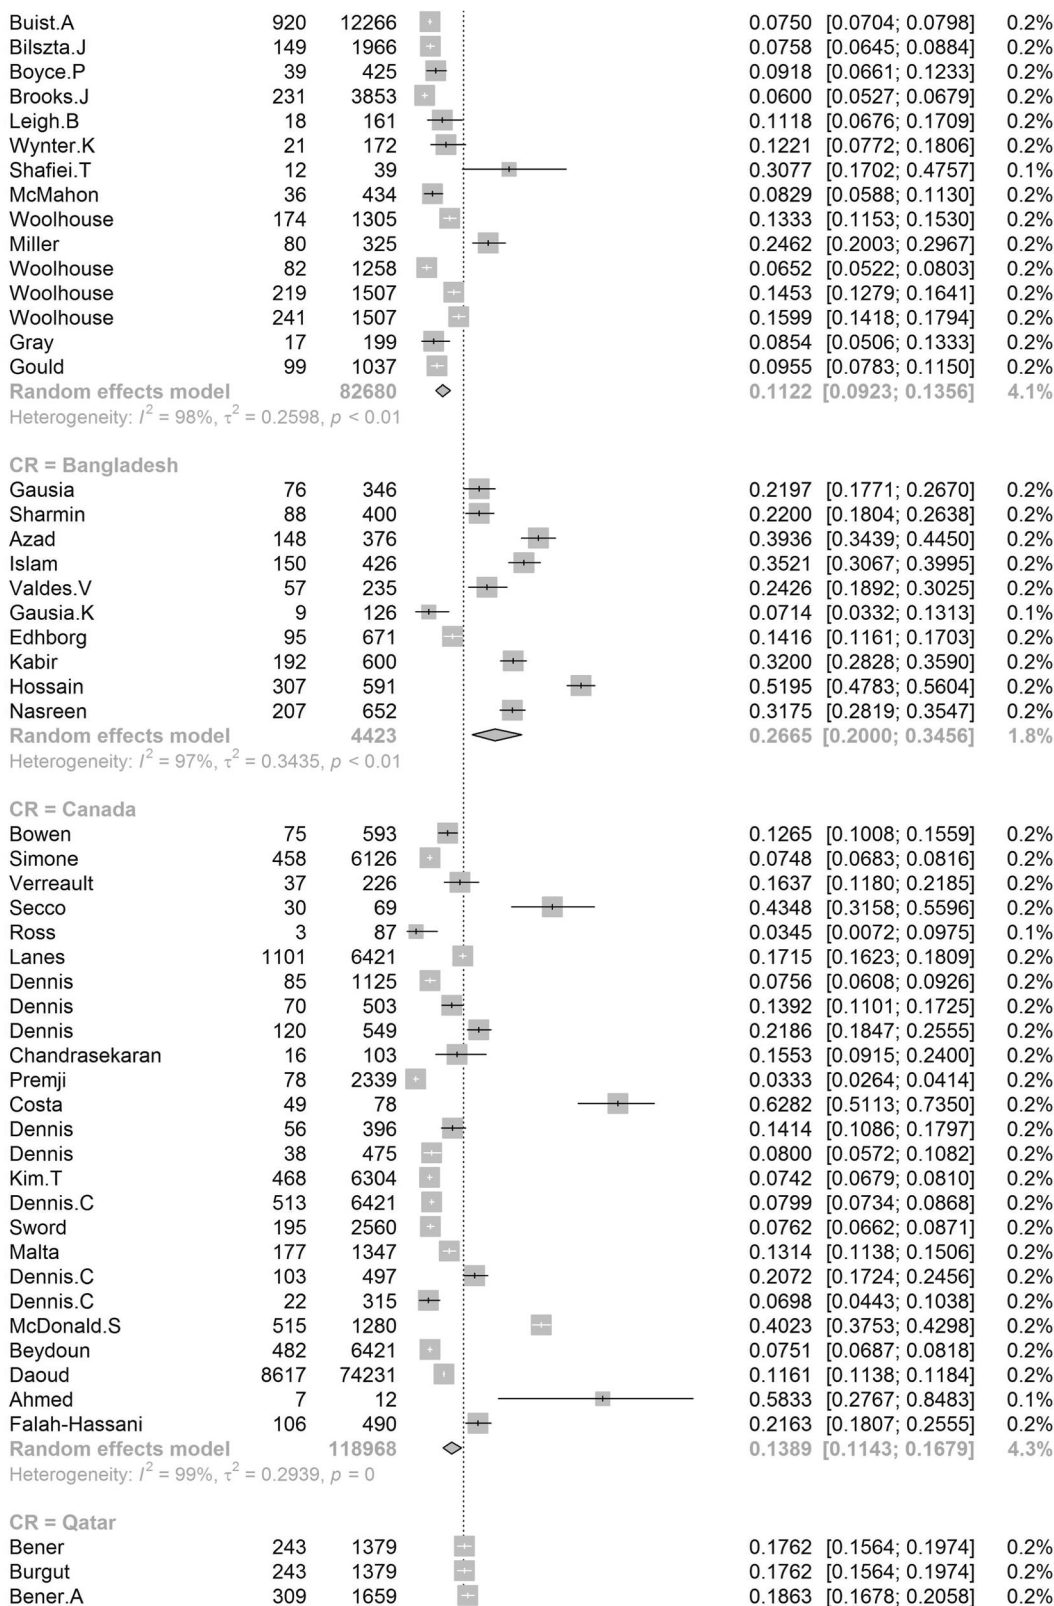 Buist.A 920 12266 0.0750 [0.0704; 0.0798] 0.2%
Bilszta.J 149 1966 0.0758 [0.0645; 0.0884] 0.2%
Boyce.P 39 425 0.0918 [0.0661; 0.1233] 0.2%
Brooks.J 231 3853 0.0600 [0.0527; 0.0679] 0.2%
Leigh.B 18 161 0.1118 [0.0676; 0.1709] 0.2%
Wynter.K 21 172 0.1221 [0.0772; 0.1806] 0.2%
Shafiei.T 12 39 0.3077 [0.1702; 0.4757] 0.1%
McMahon 36 434 0.0829 [0.0588; 0.1130] 0.2%
Woolhouse 174 1305 0.1333 [0.1153; 0.1530] 0.2%
Miller 80 325 0.2462 [0.2003; 0.2967] 0.2%
Woolhouse 82 1258 0.0652 [0.0522; 0.0803] 0.2%
Woolhouse 219 1507 0.1453 [0.1279; 0.1641] 0.2%
Woolhouse 241 1507 0.1599 [0.1418; 0.1794] 0.2%
Gray 17 199 0.0854 [0.0506; 0.1333] 0.2%
Gould 99 1037 0.0955 [0.0783; 0.1150] 0.2%
Random effects model 82680 0.1122 [0.0923; 0.1356] 4.1%
Heterogeneity: I² = 98%, τ² = 0.2598, p < 0.01
CR = Bangladesh
Gausia 76 346 0.2197 [0.1771; 0.2670] 0.2%
Sharmin 88 400 0.2200 [0.1804; 0.2638] 0.2%
Azad 148 376 0.3936 [0.3439; 0.4450] 0.2%
Islam 150 426 0.3521 [0.3067; 0.3995] 0.2%
Valdes.V 57 235 0.2426 [0.1892; 0.3025] 0.2%
Gausia.K 9 126 0.0714 [0.0332; 0.1313] 0.1%
Edhborg 95 671 0.1416 [0.1161; 0.1703] 0.2%
Kabir 192 600 0.3200 [0.2828; 0.3590] 0.2%
Hossain 307 591 0.5195 [0.4783; 0.5604] 0.2%
Nasreen 207 652 0.3175 [0.2819; 0.3547] 0.2%
Random effects model 4423 0.2665 [0.2000; 0.3456] 1.8%
Heterogeneity: I² = 97%, τ² = 0.3435, p < 0.01
CR = Canada
Bowen 75 593 0.1265 [0.1008; 0.1559] 0.2%
Simone 458 6126 0.0748 [0.0683; 0.0816] 0.2%
Verreault 37 226 0.1637 [0.1180; 0.2185] 0.2%
Secco 30 69 0.4348 [0.3158; 0.5596] 0.2%
Ross 3 87 0.0345 [0.0072; 0.0975] 0.1%
Lanes 1101 6421 0.1715 [0.1623; 0.1809] 0.2%
Dennis 85 1125 0.0756 [0.0608; 0.0926] 0.2%
Dennis 70 503 0.1392 [0.1101; 0.1725] 0.2%
Dennis 120 549 0.2186 [0.1847; 0.2555] 0.2%
Chandrasekaran 16 103 0.1553 [0.0915; 0.2400] 0.2%
Premji 78 2339 0.0333 [0.0264; 0.0414] 0.2%
Costa 49 78 0.6282 [0.5113; 0.7350] 0.2%
Dennis 56 396 0.1414 [0.1086; 0.1797] 0.2%
Dennis 38 475 0.0800 [0.0572; 0.1082] 0.2%
Kim.T 468 6304 0.0742 [0.0679; 0.0810] 0.2%
Dennis.C 513 6421 0.0799 [0.0734; 0.0868] 0.2%
Sword 195 2560 0.0762 [0.0662; 0.0871] 0.2%
Malta 177 1347 0.1314 [0.1138; 0.1506] 0.2%
Dennis.C 103 497 0.2072 [0.1724; 0.2456] 0.2%
Dennis.C 22 315 0.0698 [0.0443; 0.1038] 0.2%
McDonald.S 515 1280 0.4023 [0.3753; 0.4298] 0.2%
Beydoun 482 6421 0.0751 [0.0687; 0.0818] 0.2%
Daoud 8617 74231 0.1161 [0.1138; 0.1184] 0.2%
Ahmed 7 12 0.5833 [0.2767; 0.8483] 0.1%
Falah-Hassani 106 490 0.2163 [0.1807; 0.2555] 0.2%
Random effects model 118968 0.1389 [0.1143; 0.1679] 4.3%
Heterogeneity: I² = 99%, τ² = 0.2939, p = 0
CR = Qatar
Bener 243 1379 0.1762 [0.1564; 0.1974] 0.2%
Burgut 243 1379 0.1762 [0.1564; 0.1974] 0.2%
Bener.A 309 1659 0.1863 [0.1678; 0.2058] 0.2%